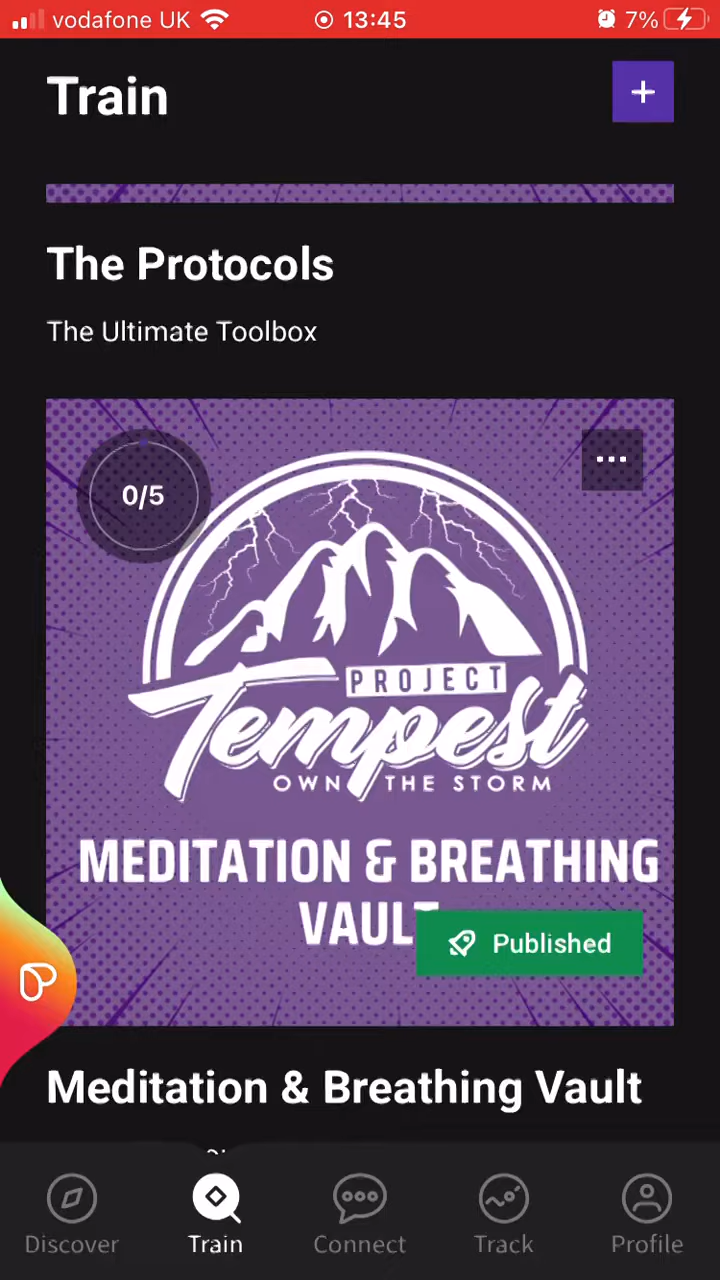 vodafone UK 13:45 7%
Train
+
The Protocols
The Ultimate Toolbox
0/5
...
PROJECT
Tempest
OWN THE STORM
MEDITATION & BREATHING
VAULT
Published
Meditation & Breathing Vault
Discover Train Connect Track Profile